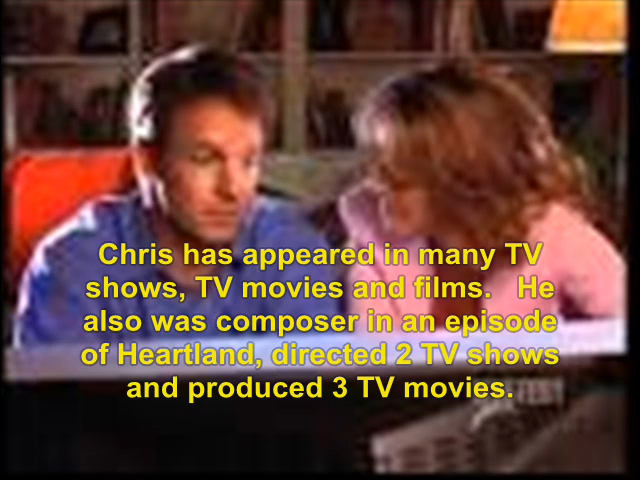 Chris has appeared in many TV
shows, TV movies and films.   He
also was composer in an episode
of Heartland, directed 2 TV shows
and produced 3 TV movies.